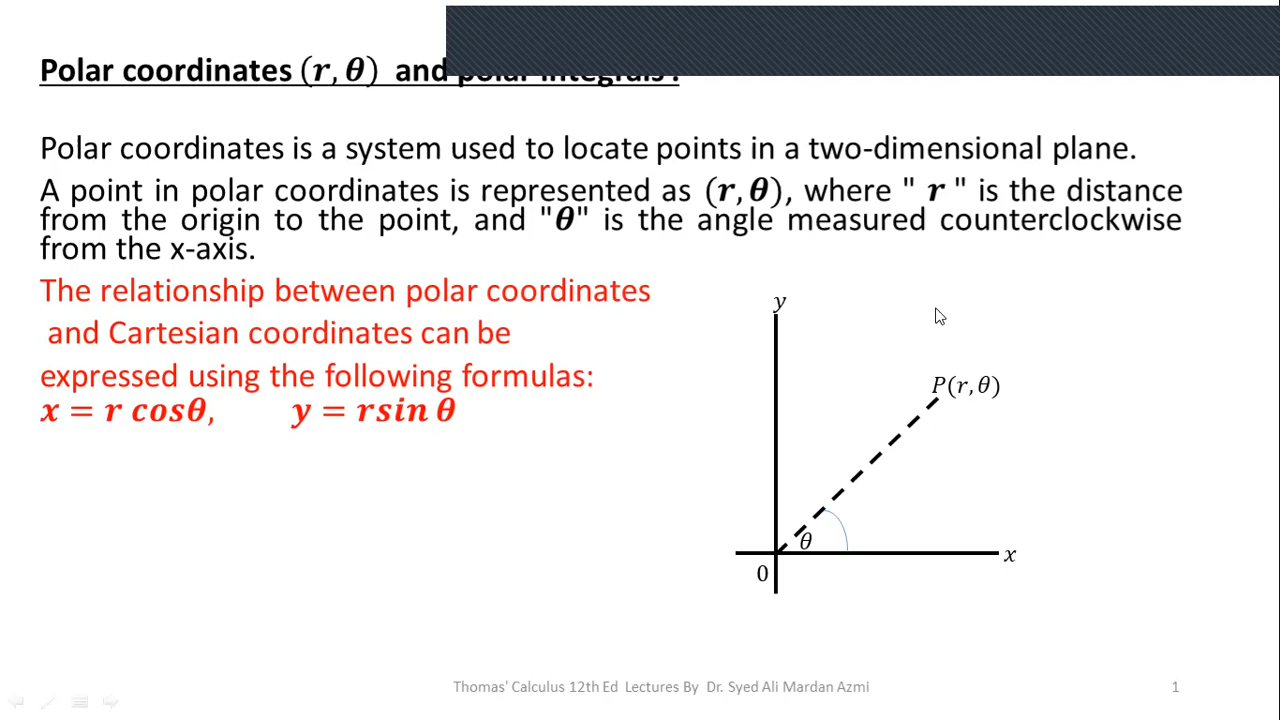 Polar coordinates (r, θ) and polar integrals:
Polar coordinates is a system used to locate points in a two-dimensional plane.
A point in polar coordinates is represented as (r, θ), where " r " is the distance
from the origin to the point, and "θ" is the angle measured counterclockwise
from the x-axis.
The relationship between polar coordinates
and Cartesian coordinates can be
expressed using the following formulas:
x = r cosθ, y = rsin θ
y
P(r, θ)
θ
x
0
Thomas' Calculus 12th Ed Lectures By Dr. Syed Ali Mardan Azmi
1